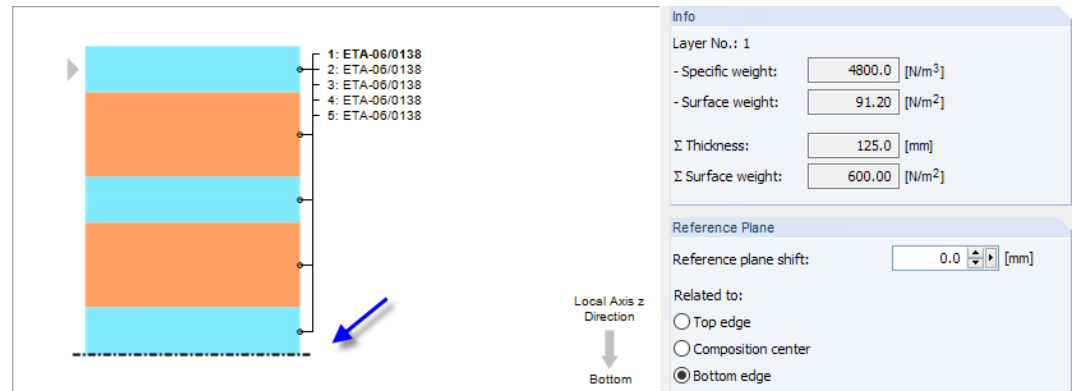 1: ETA-06/0138
2: ETA-06/0138
3: ETA-06/0138
4: ETA-06/0138
5: ETA-06/0138
Local Axis z
Direction
Bottom
Info
Layer No.: 1
- Specific weight: 4800.0 [N/m³]
- Surface weight: 91.20 [N/m²]
Σ Thickness: 125.0 [mm]
Σ Surface weight: 600.00 [N/m²]
Reference Plane
Reference plane shift: 0.0 [mm]
Related to:
Top edge
Composition center
Bottom edge